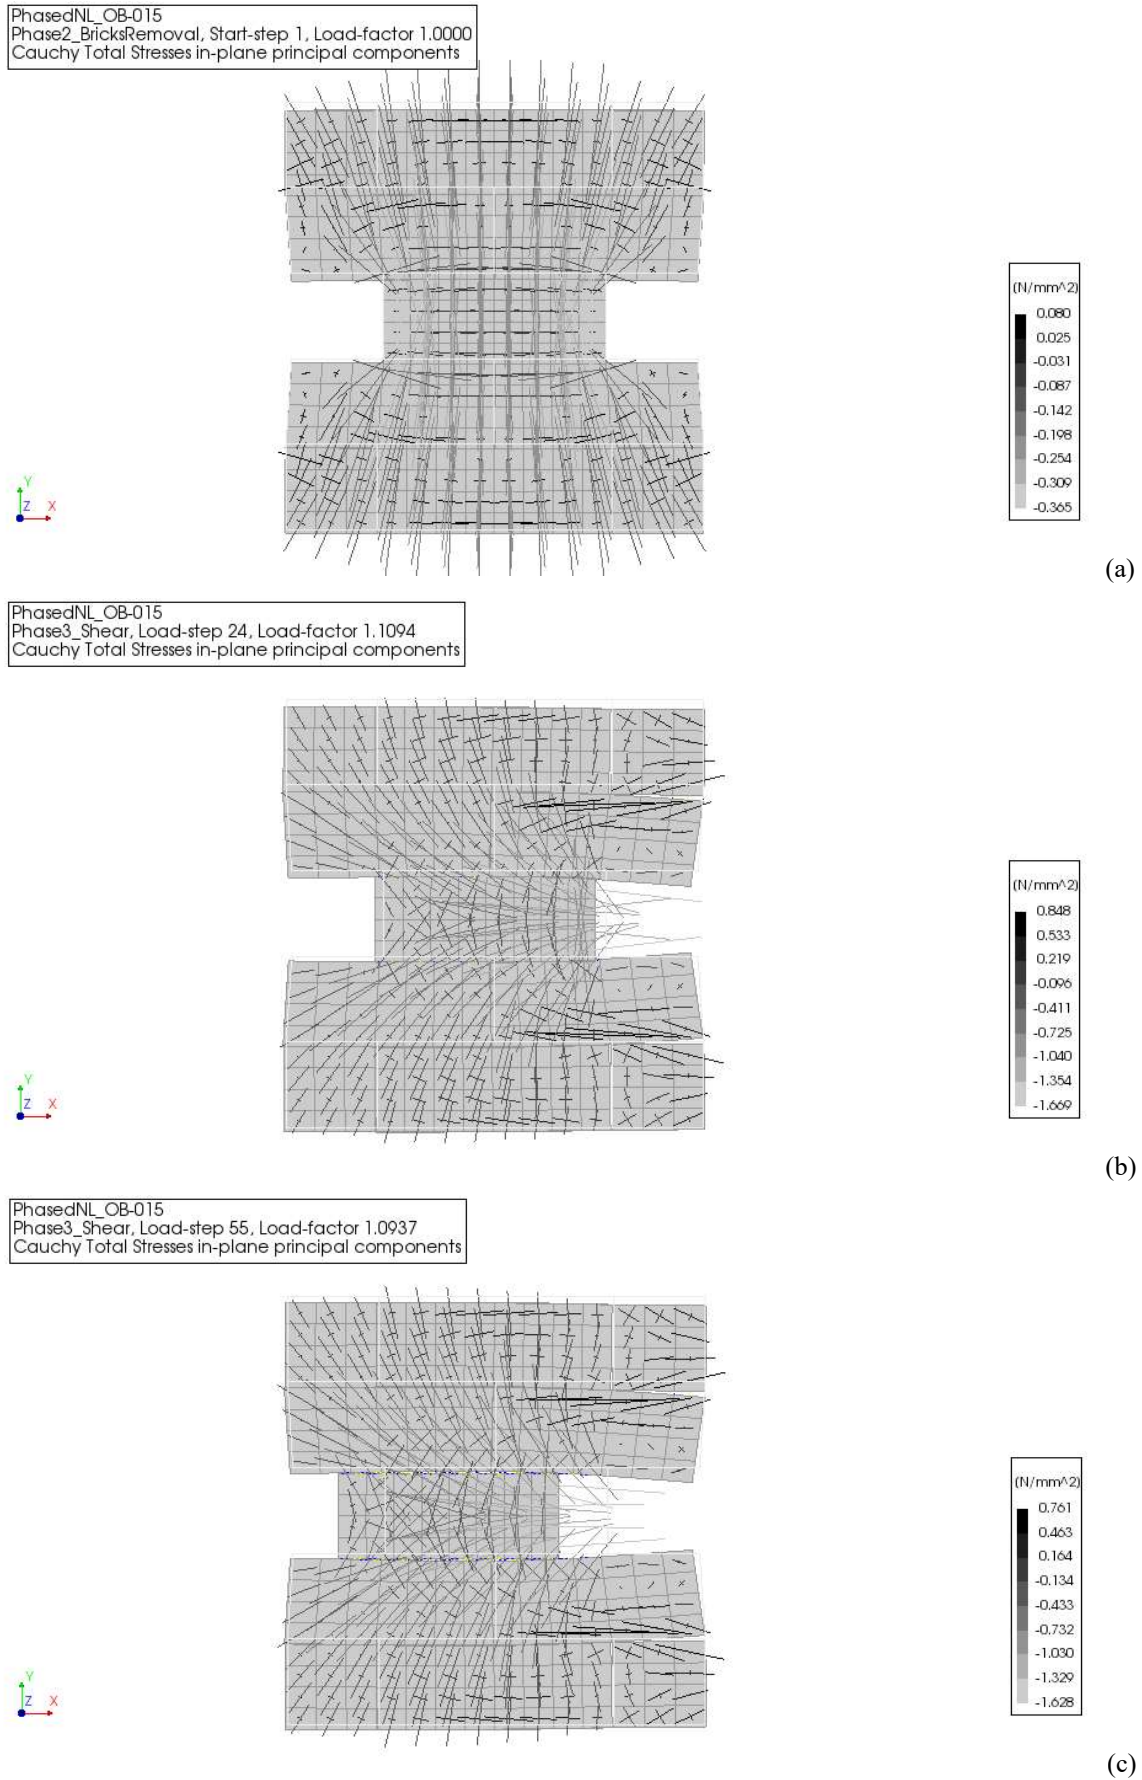 PhasedNL_OB-015
Phase2_BricksRemoval, Start-step 1, Load-factor 1.0000
Cauchy Total Stresses in-plane principal components
(N/mm^2)
0.080
0.025
-0.031
-0.087
-0.142
-0.198
-0.254
-0.309
-0.365
Y
Z X
(a)
PhasedNL_OB-015
Phase3_Shear, Load-step 24, Load-factor 1.1094
Cauchy Total Stresses in-plane principal components
(N/mm^2)
0.848
0.533
0.219
-0.096
-0.411
-0.725
-1.040
-1.354
-1.669
Y
Z X
(b)
PhasedNL_OB-015
Phase3_Shear, Load-step 55, Load-factor 1.0937
Cauchy Total Stresses in-plane principal components
(N/mm^2)
0.761
0.463
0.164
-0.134
-0.433
-0.732
-1.030
-1.329
-1.628
Y
Z X
(c)